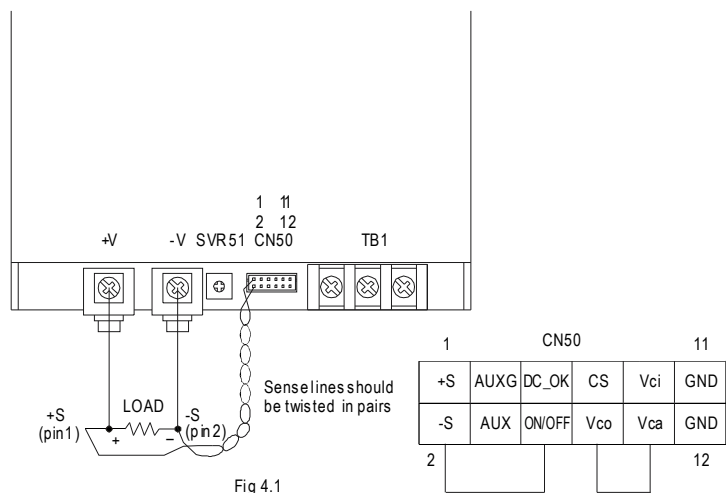 1 11
2 12
+V -V SVR51 CN50 TB1
Sense lines should
be twisted in pairs
+S
(pin1)
LOAD
+ -
-S
(pin2)
Fig 4.1
1 CN50 11
+S AUXG DC_OK CS Vci GND
-S AUX ON/OFF Vco Vca GND
2 12